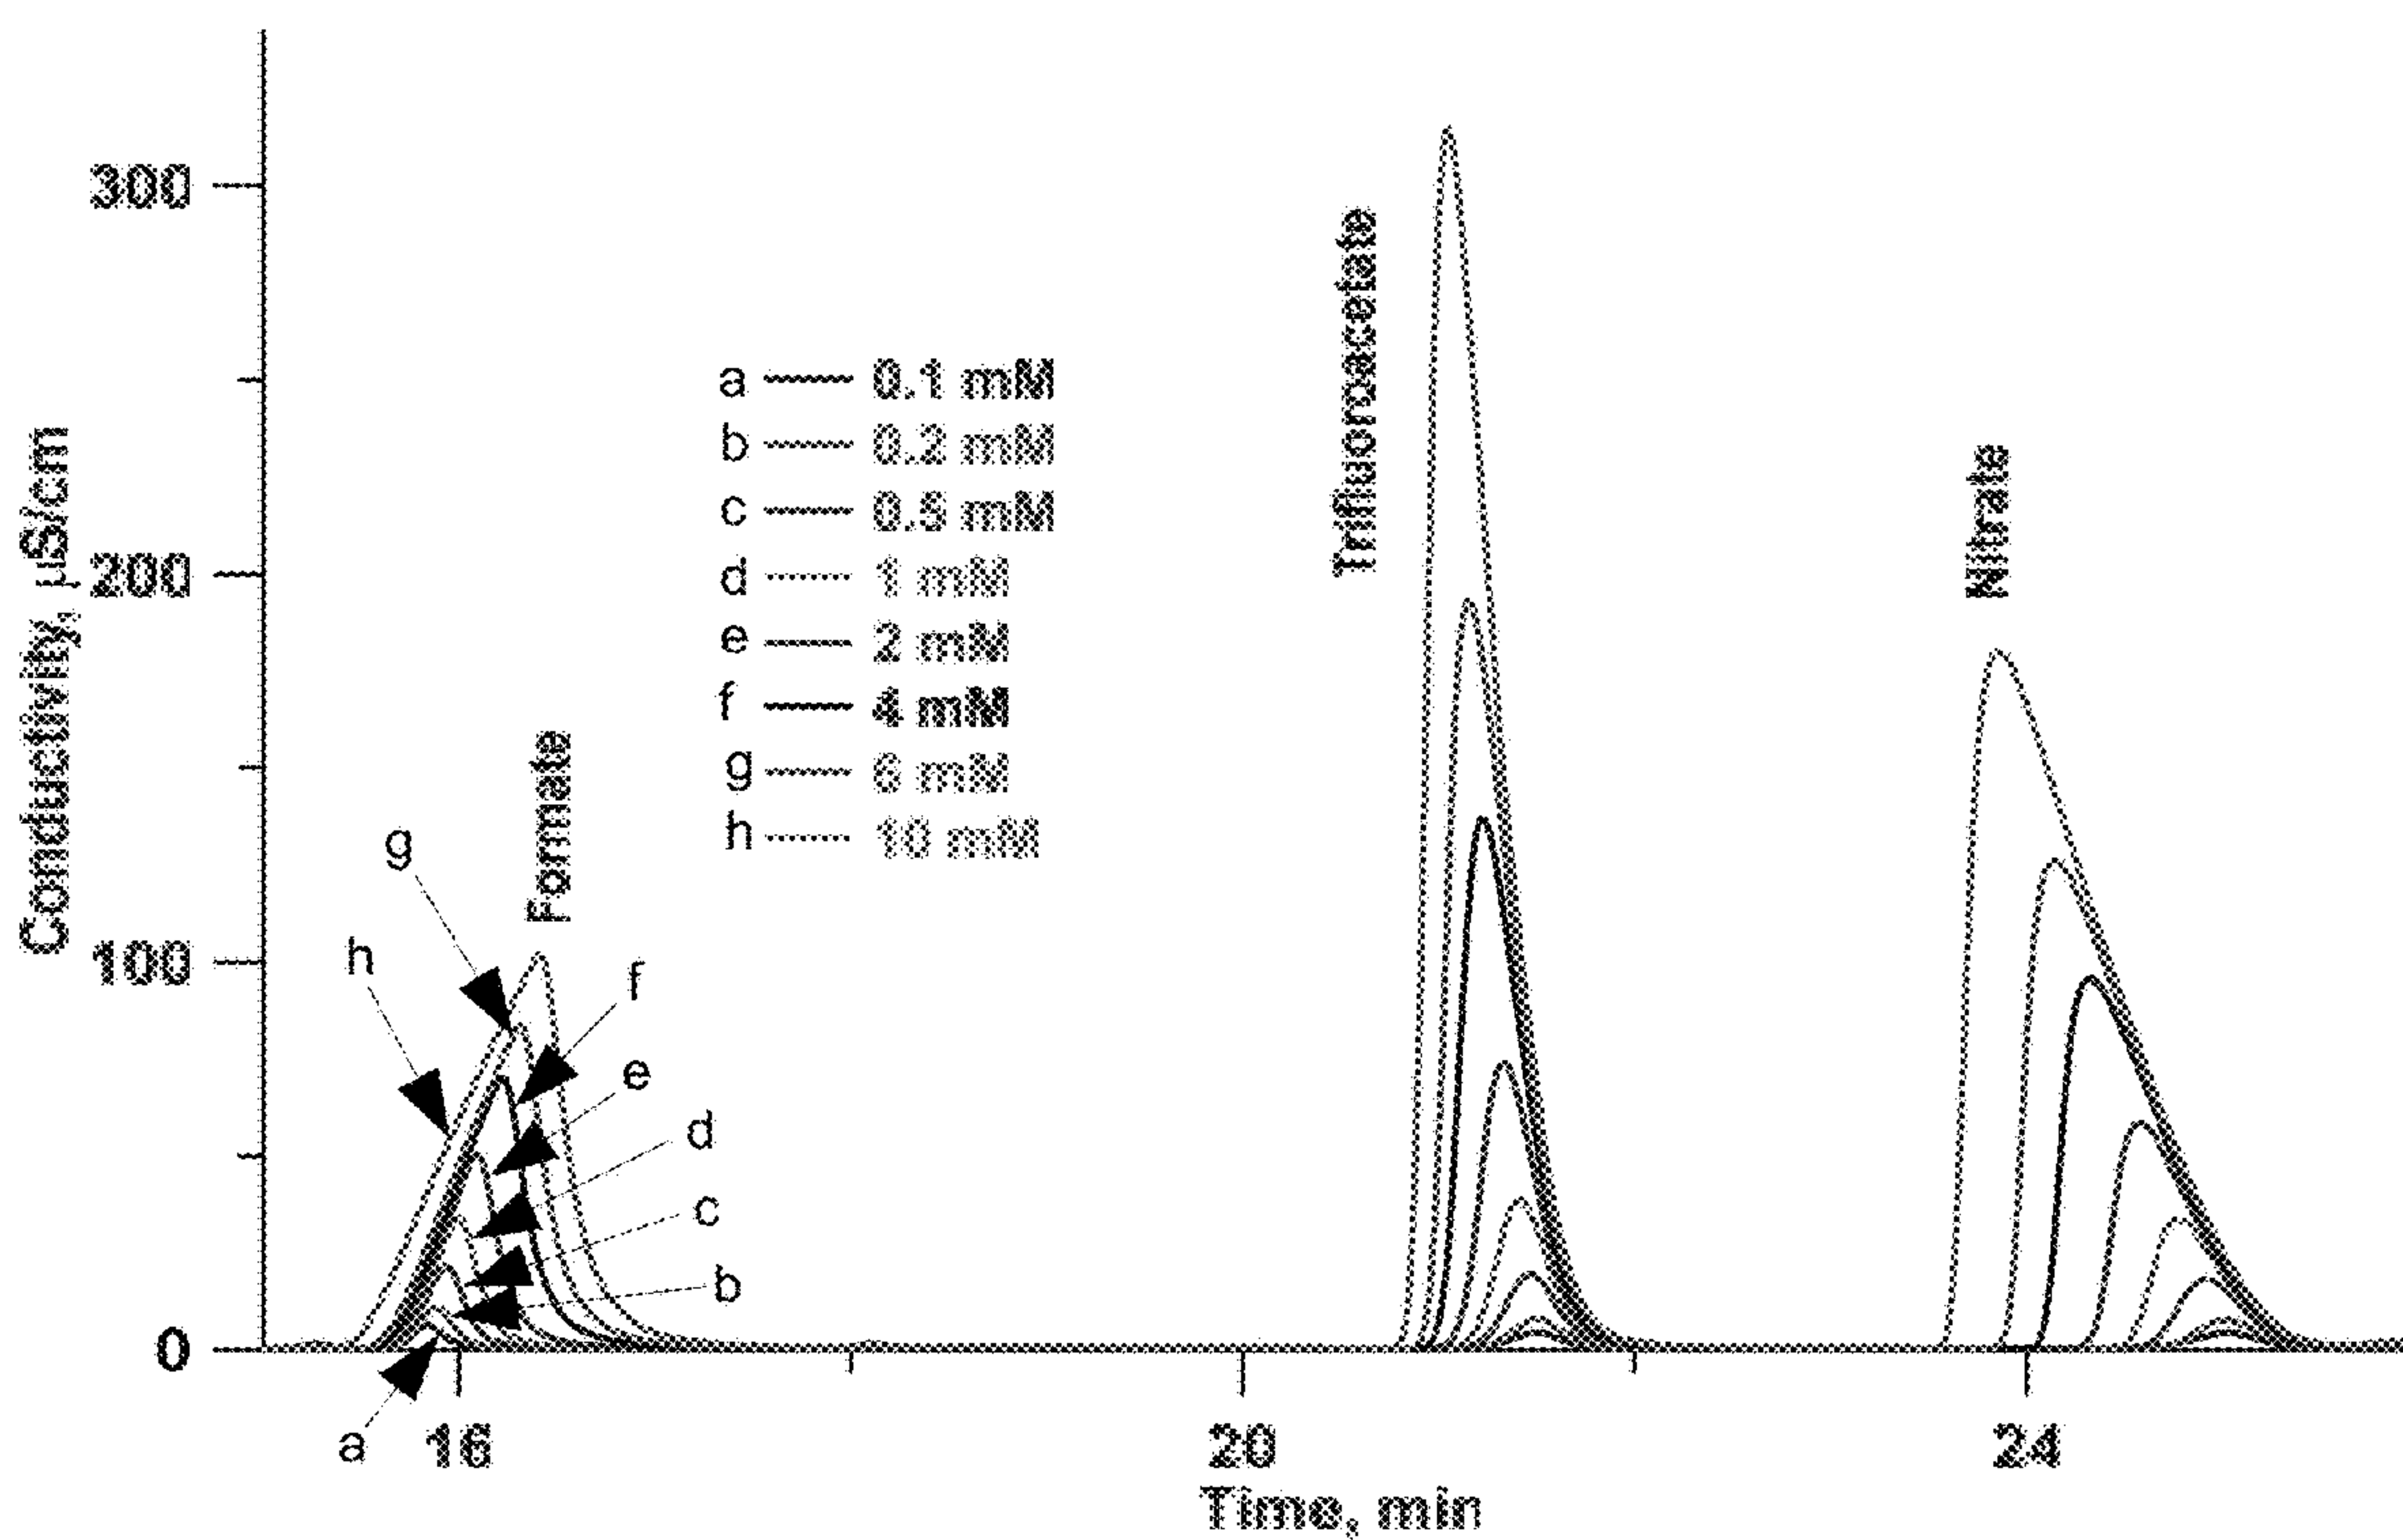 Conductivity, μS/cm
300
200
100
0
Formate
Trifluoroacetate
Nitrate
a 0.1 mM
b 0.2 mM
c 0.5 mM
d 1 mM
e 2 mM
f 4 mM
g 6 mM
h 10 mM
g
h
f
e
d
c
b
a
16
20
24
Time, min